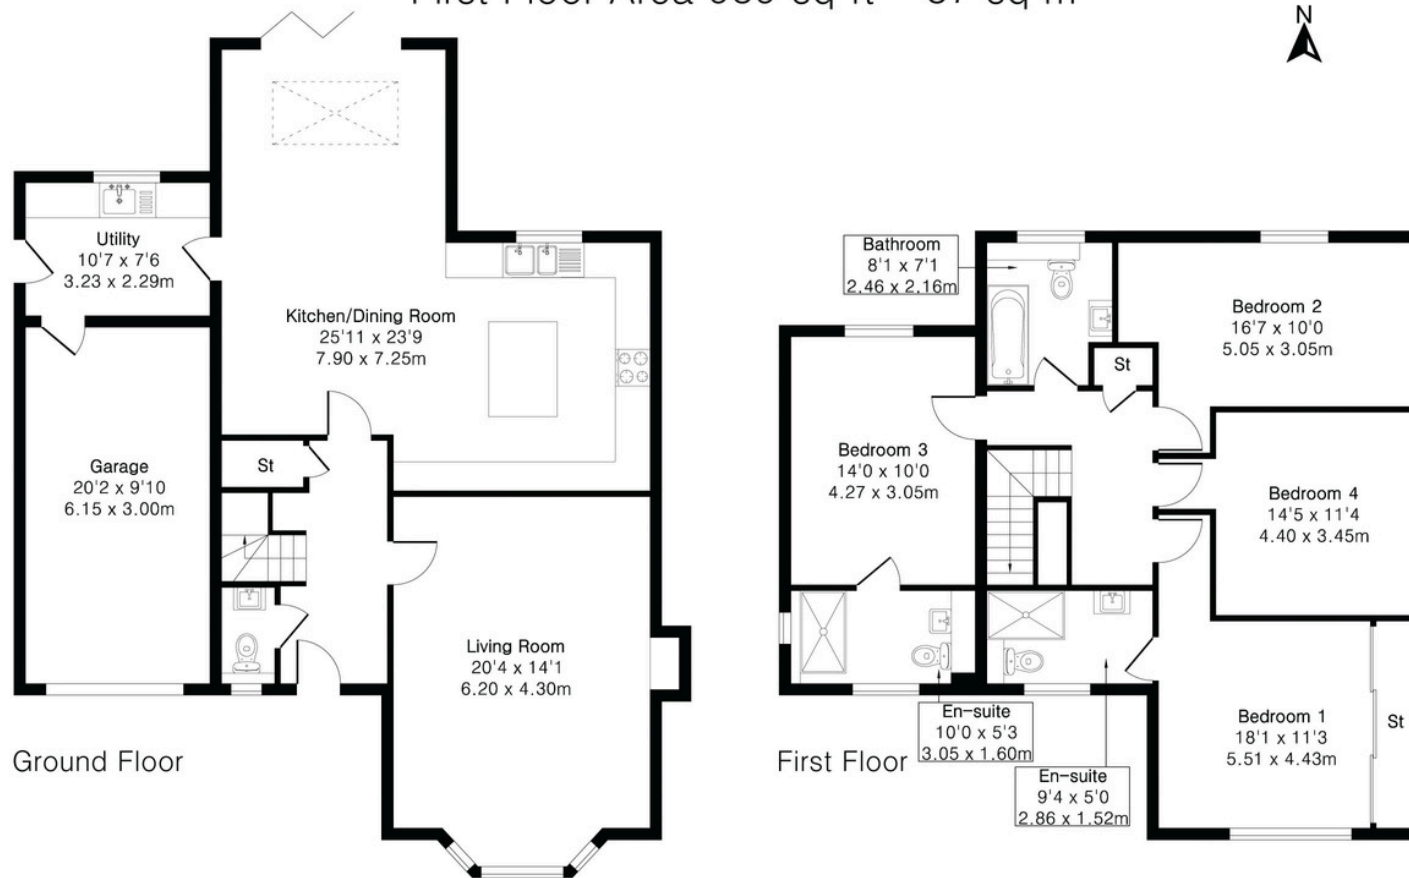 N
Utility
10'7 x 7'6
3.23 x 2.29m
Kitchen/Dining Room
25'11 x 23'9
7.90 x 7.25m
Garage
20'2 x 9'10
6.15 x 3.00m
St
Living Room
20'4 x 14'1
6.20 x 4.30m
Ground Floor
Bathroom
8'1 x 7'1
2.46 x 2.16m
Bedroom 2
16'7 x 10'0
5.05 x 3.05m
St
Bedroom 3
14'0 x 10'0
4.27 x 3.05m
Bedroom 4
14'5 x 11'4
4.40 x 3.45m
Bedroom 1
18'1 x 11'3
5.51 x 4.43m
St
En-suite
10'0 x 5'3
3.05 x 1.60m
En-suite
9'4 x 5'0
2.86 x 1.52m
First Floor